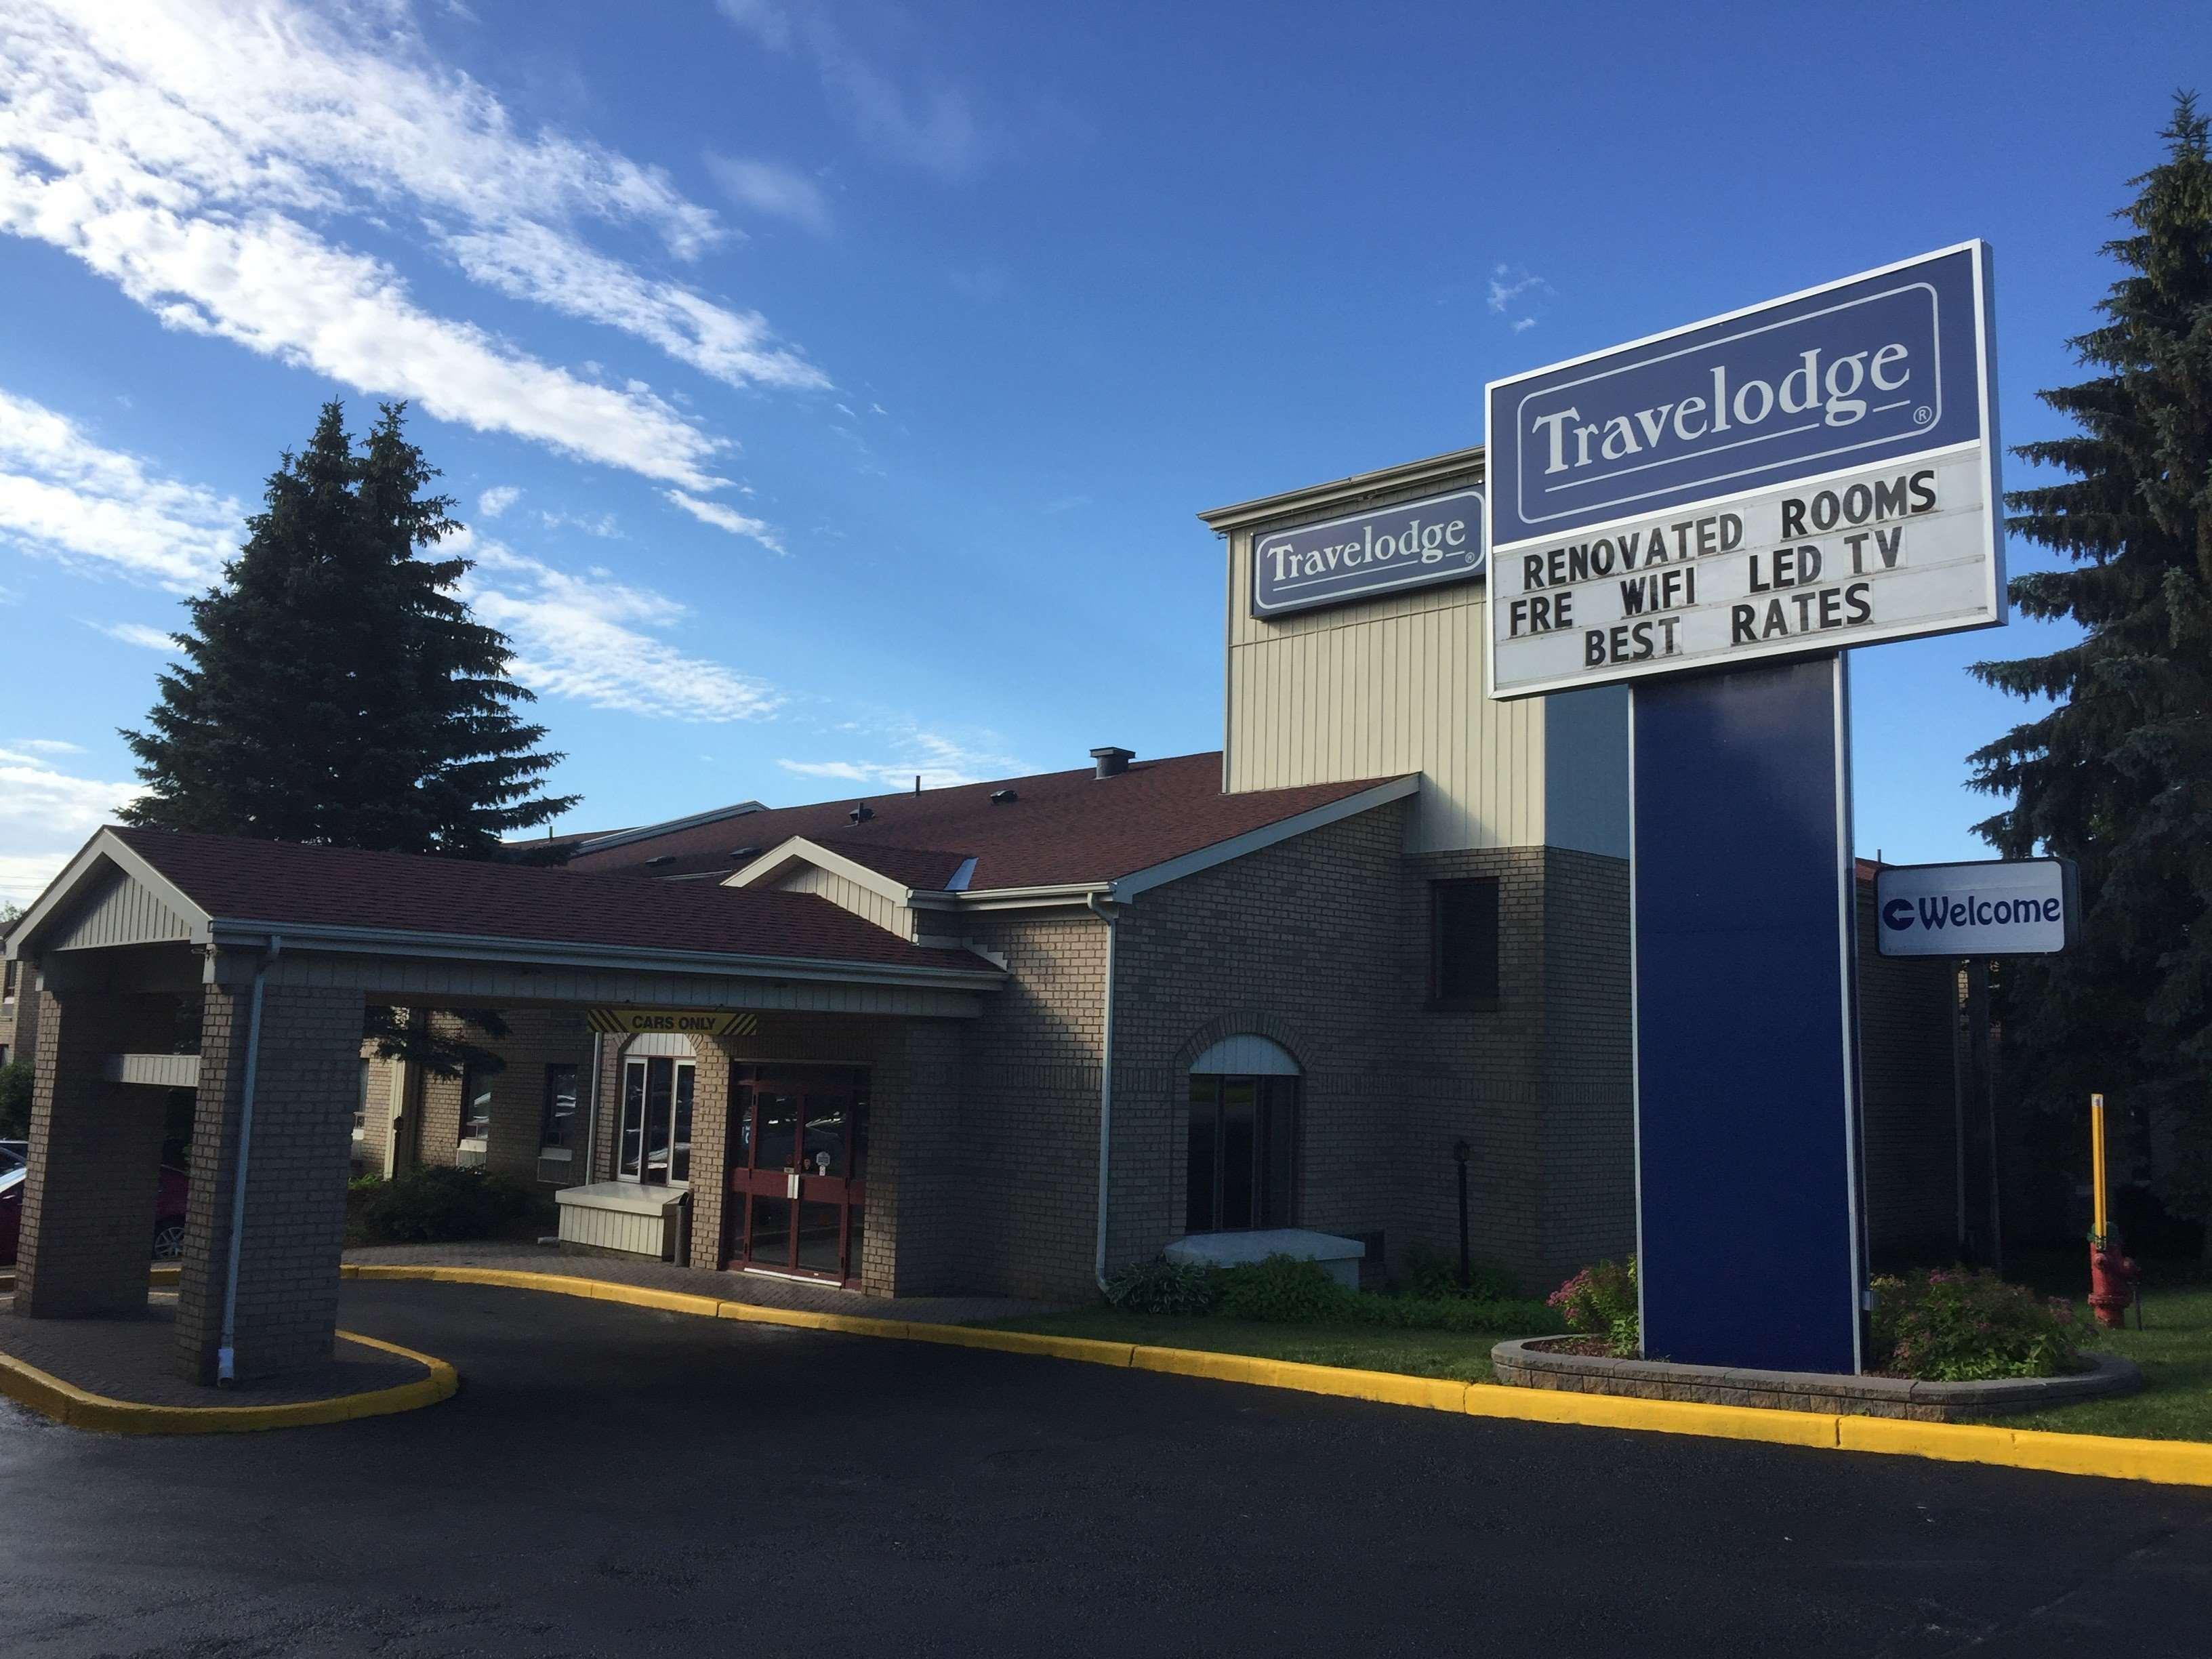 Travelodge®
RENOVATED ROOMS
FRE WIFI LED TV
BEST RATES
Travelodge®
Welcome
CARS ONLY